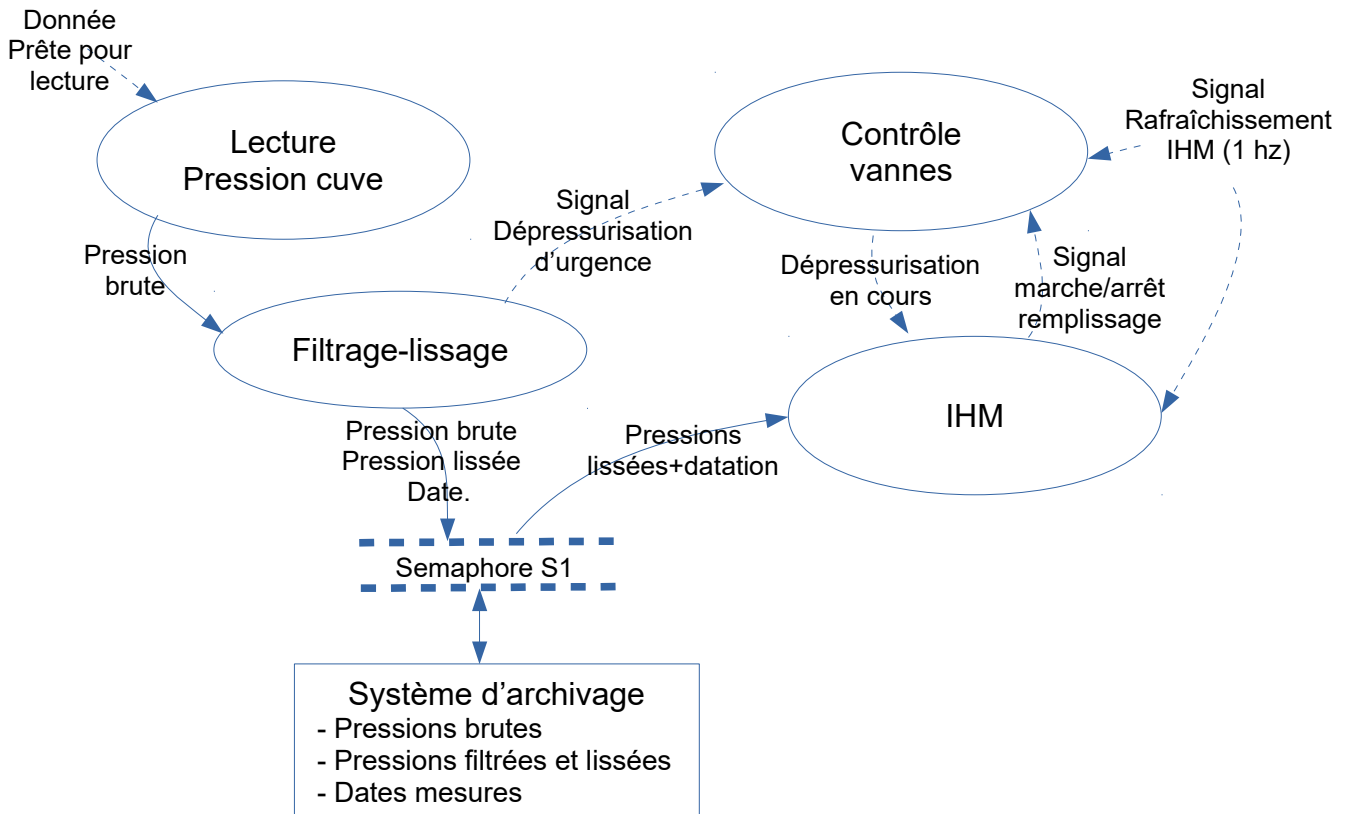 Donnée
Prête pour
lecture
Lecture
Pression cuve
Contrôle
vannes
Signal
Rafraîchissement
IHM (1 hz)
Signal
Dépressurisation
d’urgence
Pression
brute
Dépressurisation
en cours
Signal
marche/arrêt
remplissage
Filtrage-lissage
IHM
Pression brute
Pression lissée
Date.
Pressions
lissées+datation
Semaphore S1
Système d’archivage
- Pressions brutes
- Pressions filtrées et lissées
- Dates mesures